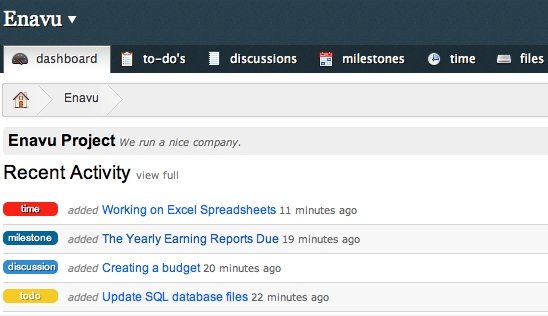 Enavu ▾
dashboard to-do's discussions milestones time files
Enavu
Enavu Project We run a nice company.
Recent Activity view full
time added Working on Excel Spreadsheets 11 minutes ago
milestone added The Yearly Earning Reports Due 19 minutes ago
discussion added Creating a budget 20 minutes ago
todo added Update SQL database files 22 minutes ago